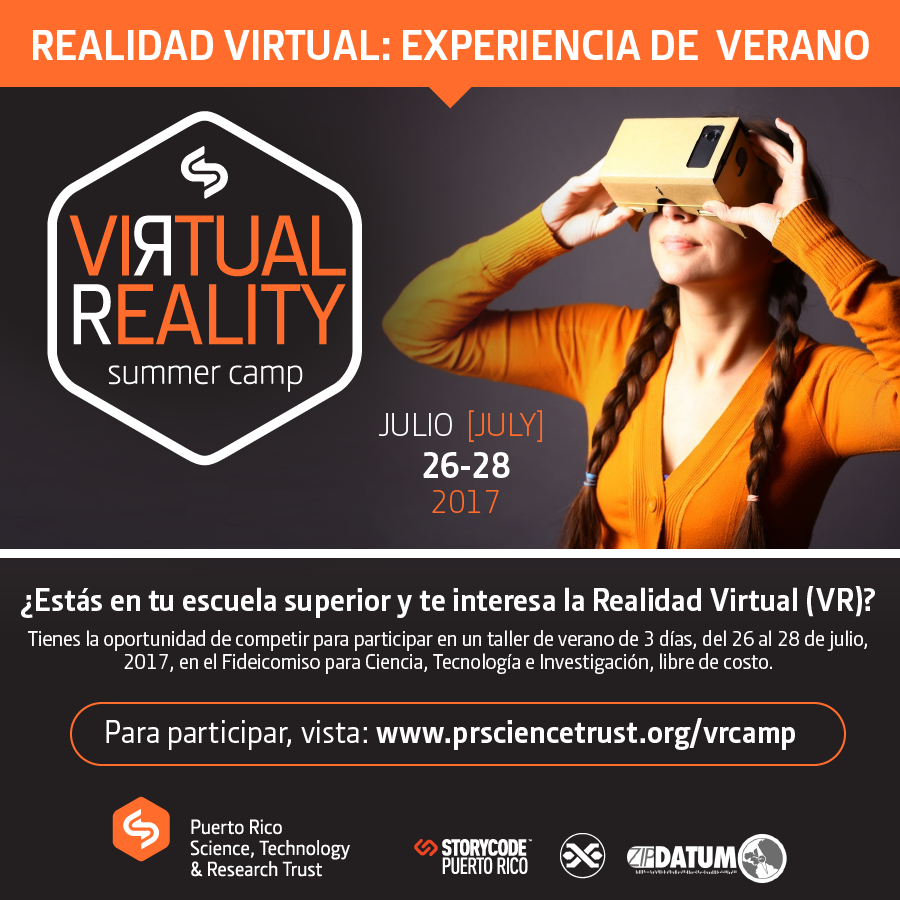 REALIDAD VIRTUAL: EXPERIENCIA DE VERANO
VIRTUAL
REALITY
summer camp
JULIO [JULY]
26-28
2017
¿Estás en tu escuela superior y te interesa la Realidad Virtual (VR)?
Tienes la oportunidad de competir para participar en un taller de verano de 3 días, del 26 al 28 de julio,
2017, en el Fideicomiso para Ciencia, Tecnología e Investigación, libre de costo.
Para participar, vista: www.prsciencetrust.org/vrcamp
Puerto Rico
Science, Technology
& Research Trust
STORYCODE™
PUERTO RICO
DATUM